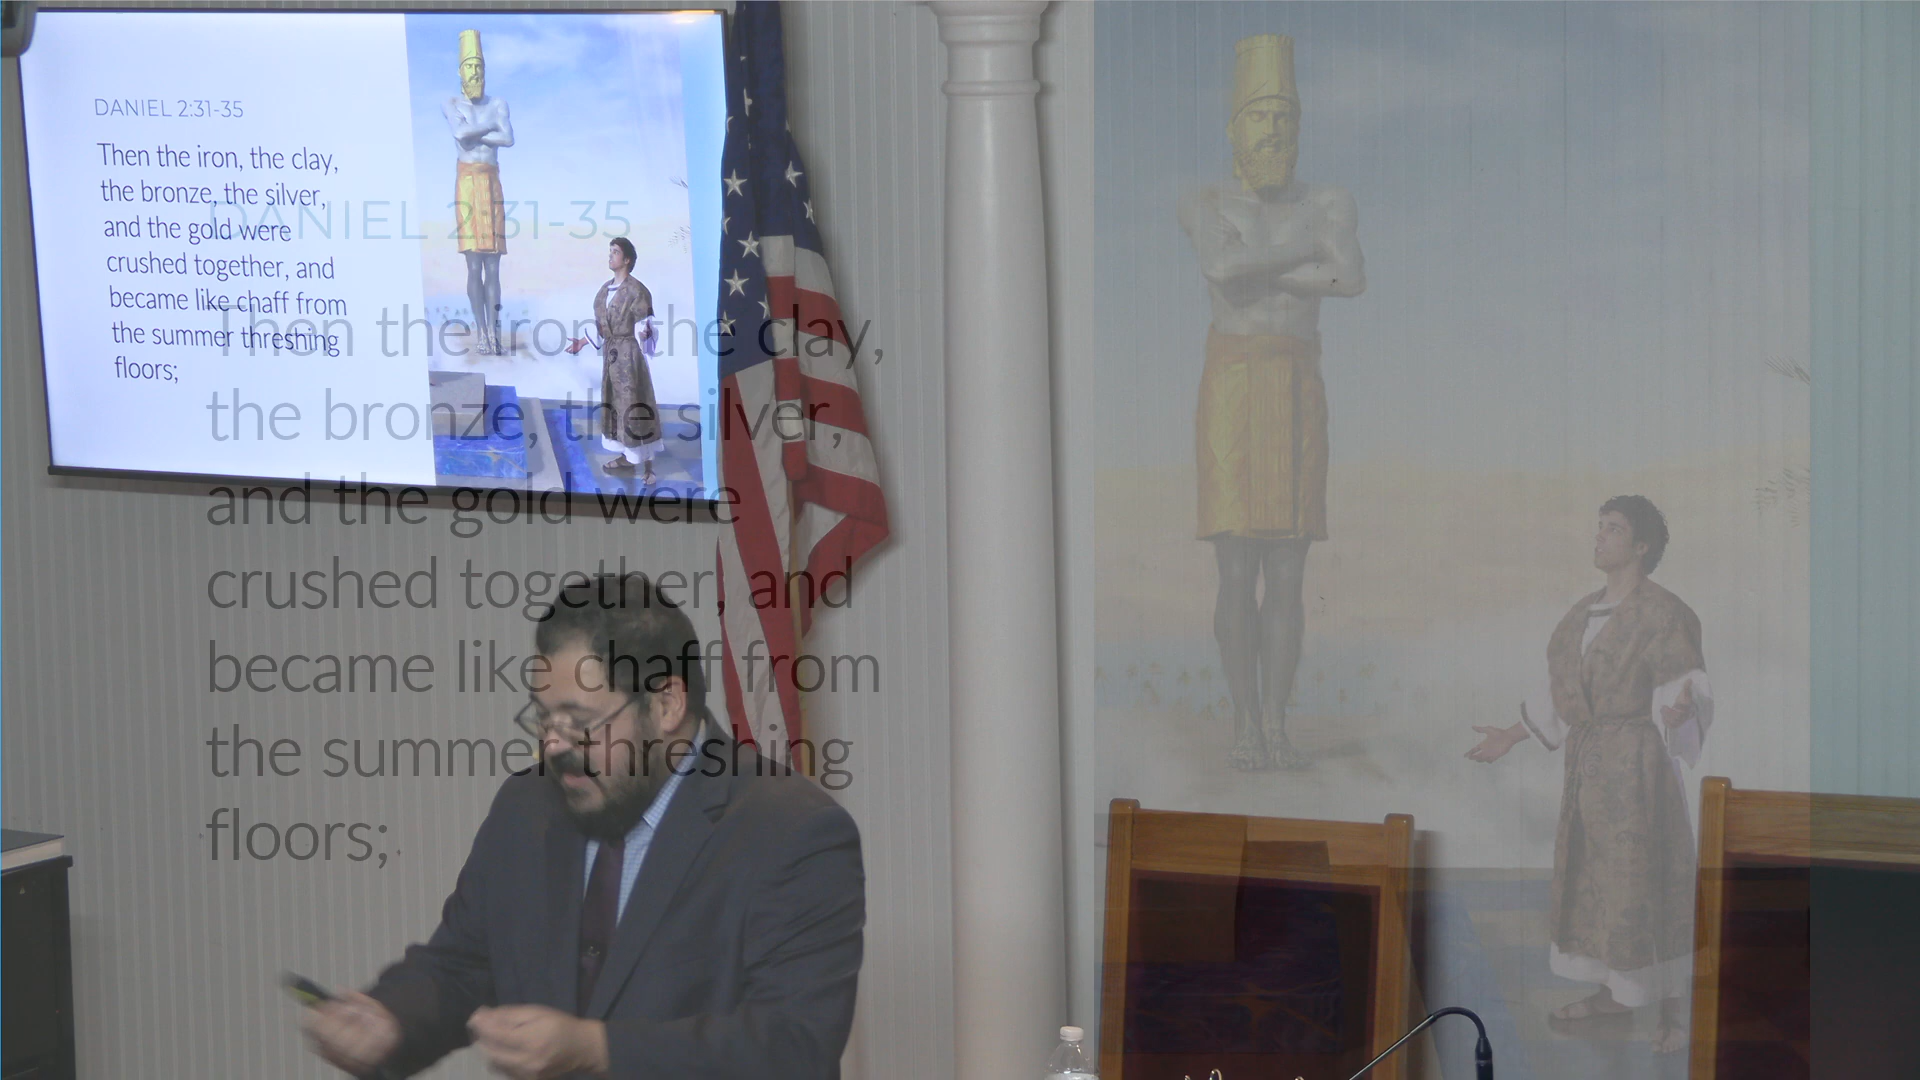 DANIEL 2:31-35
Then the iron, the clay,
the bronze, the silver,
and the gold were
crushed together, and
became like chaff from
the summer threshing
floors;
DANIEL 2:31-35
Then the iron, the clay,
the bronze, the silver,
and the gold were
crushed together, and
became like chaff from
the summer threshing
floors;